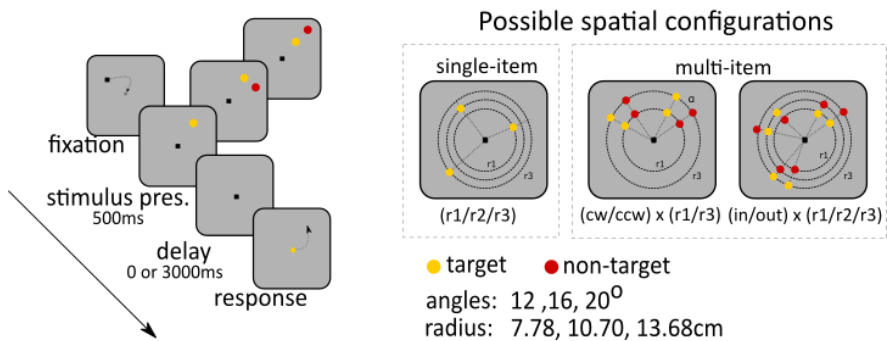 Possible spatial configurations
single-item
multi-item
α
r1
r3
r1
r3
r1
r3
(r1/r2/r3)
(cw/ccw) x (r1/r3)
(in/out) x (r1/r2/r3)
fixation
stimulus pres.
500ms
delay
0 or 3000ms
response
target
non-target
angles: 12 ,16, 20º
radius: 7.78, 10.70, 13.68cm